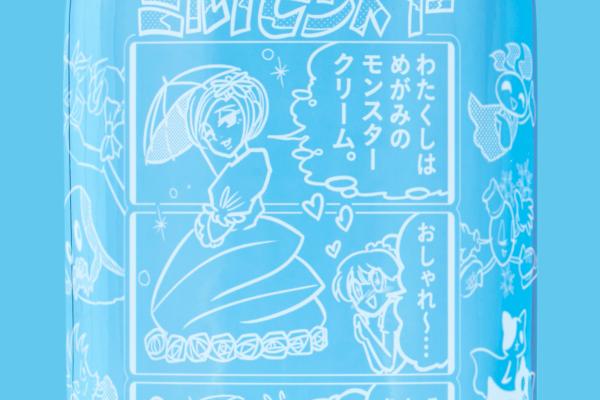 わたくしは
めがみの
モンスター
クリーム。
おしゃれ〜…